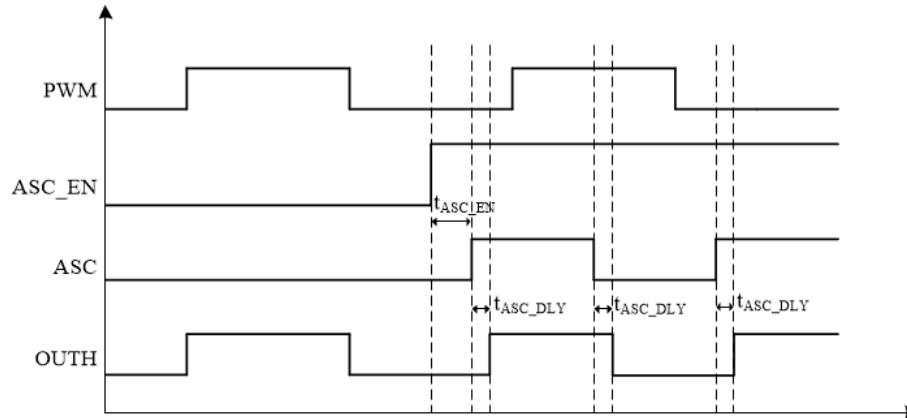 PWM
ASC_EN
tASC_EN
ASC
tASC_DLY tASC_DLY tASC_DLY
OUTH